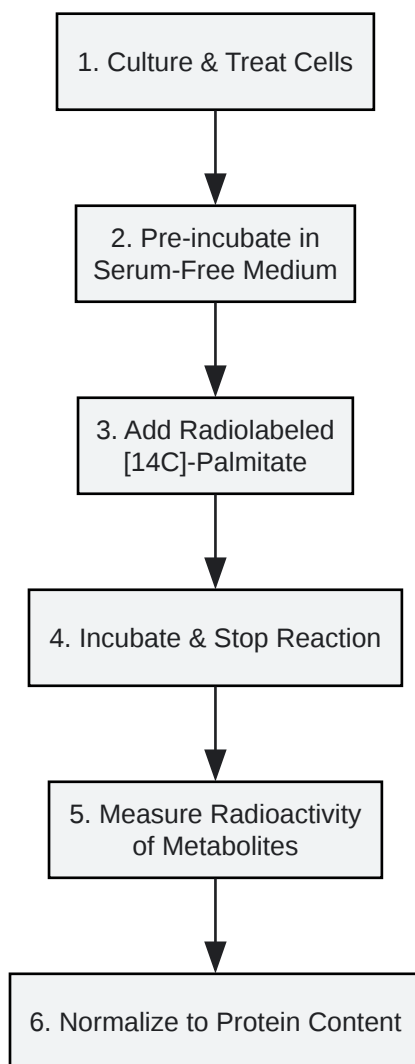 1. Culture & Treat Cells
2. Pre-incubate in
Serum-Free Medium
3. Add Radiolabeled
[14C]-Palmitate
4. Incubate & Stop Reaction
5. Measure Radioactivity
of Metabolites
6. Normalize to Protein Content